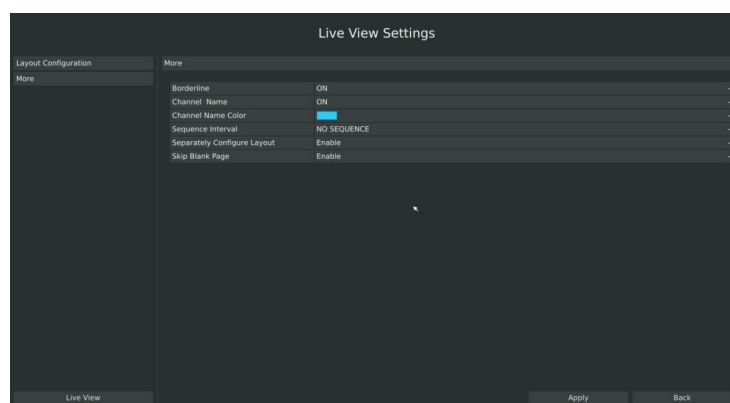 Live View Settings
Layout Configuration
More
More
Borderline ON
Channel Name ON
Channel Name Color
Sequence Interval NO SEQUENCE
Separately Configure Layout Enable
Skip Blank Page Enable
Live View Apply Back